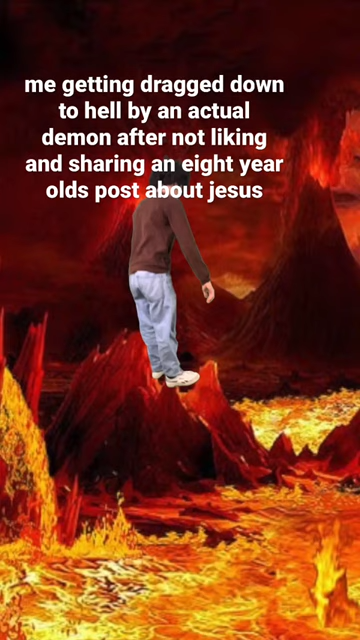 me getting dragged down
to hell by an actual
demon after not liking
and sharing an eight year
olds post about jesus